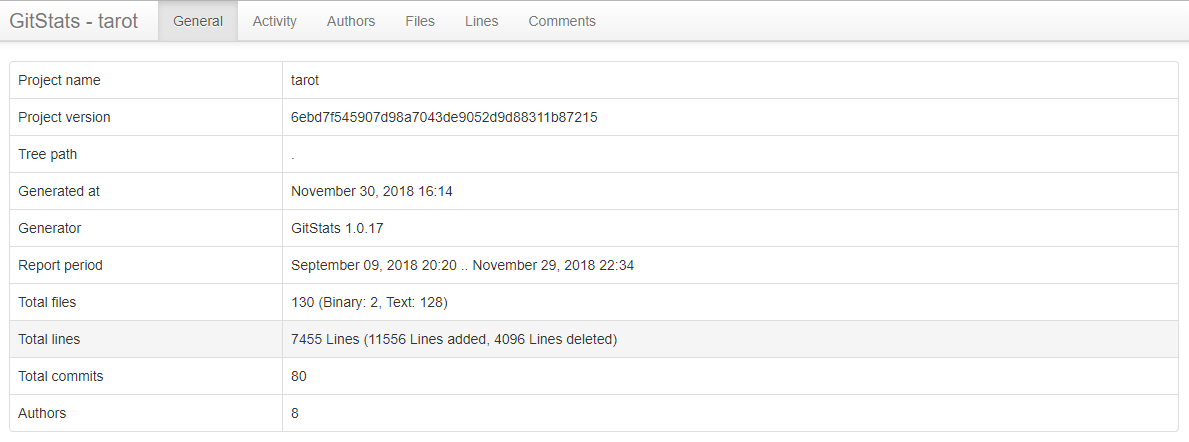 GitStats - tarot General Activity Authors Files Lines Comments
Project name tarot
Project version 6ebd7f545907d98a7043de9052d9d88311b87215
Tree path .
Generated at November 30, 2018 16:14
Generator GitStats 1.0.17
Report period September 09, 2018 20:20 .. November 29, 2018 22:34
Total files 130 (Binary: 2, Text: 128)
Total lines 7455 Lines (11556 Lines added, 4096 Lines deleted)
Total commits 80
Authors 8